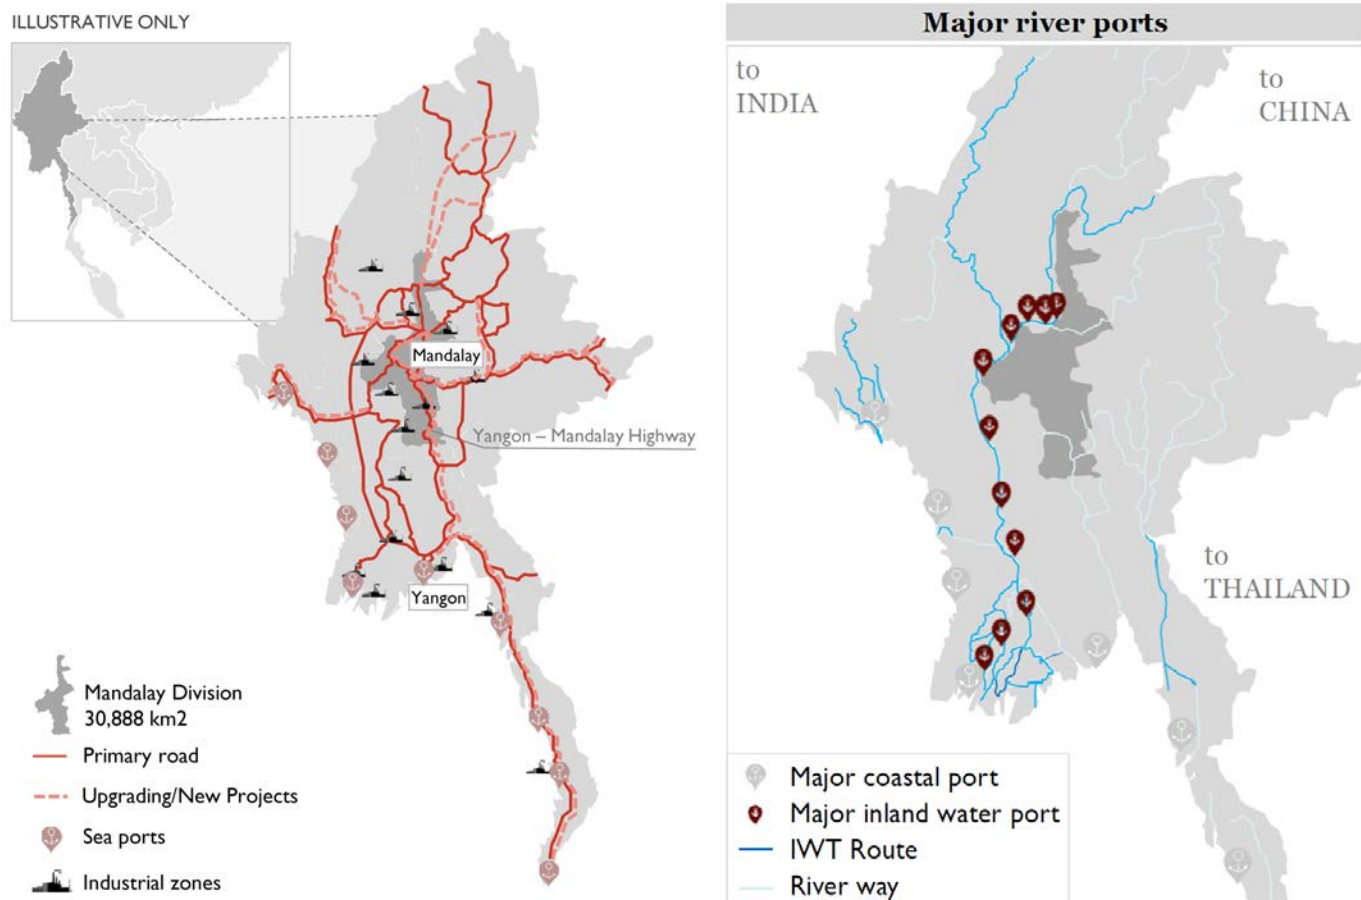 ILLUSTRATIVE ONLY
Mandalay
Yangon – Mandalay Highway
Yangon
Mandalay Division
30,888 km2
Primary road
Upgrading/New Projects
Sea ports
Industrial zones
Major river ports
to
INDIA
to
CHINA
to
THAILAND
Major coastal port
Major inland water port
IWT Route
River way